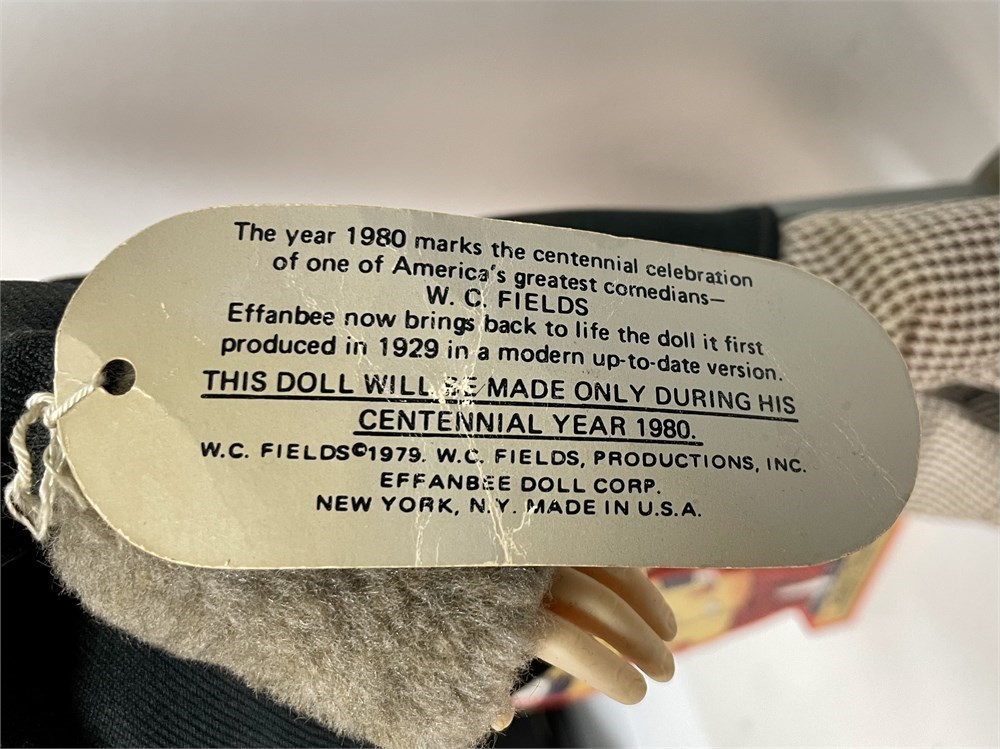 The year 1980 marks the centennial celebration
of one of America's greatest comedians—
W. C. FIELDS
Effanbee now brings back to life the doll it first
produced in 1929 in a modern up-to-date version.
THIS DOLL WILL BE MADE ONLY DURING HIS
CENTENNIAL YEAR 1980.
W.C. FIELDS©1979. W.C. FIELDS, PRODUCTIONS, INC.
EFFANBEE DOLL CORP.
NEW YORK, N.Y. MADE IN U.S.A.